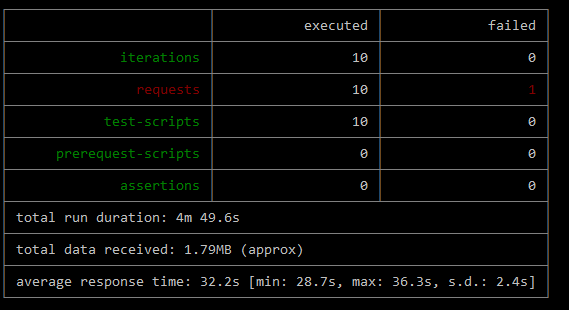 executed failed
iterations 10 0
requests 10 1
test-scripts 10 0
prerequest-scripts 0 0
assertions 0 0
total run duration: 4m 49.6s
total data received: 1.79MB (approx)
average response time: 32.2s [min: 28.7s, max: 36.3s, s.d.: 2.4s]